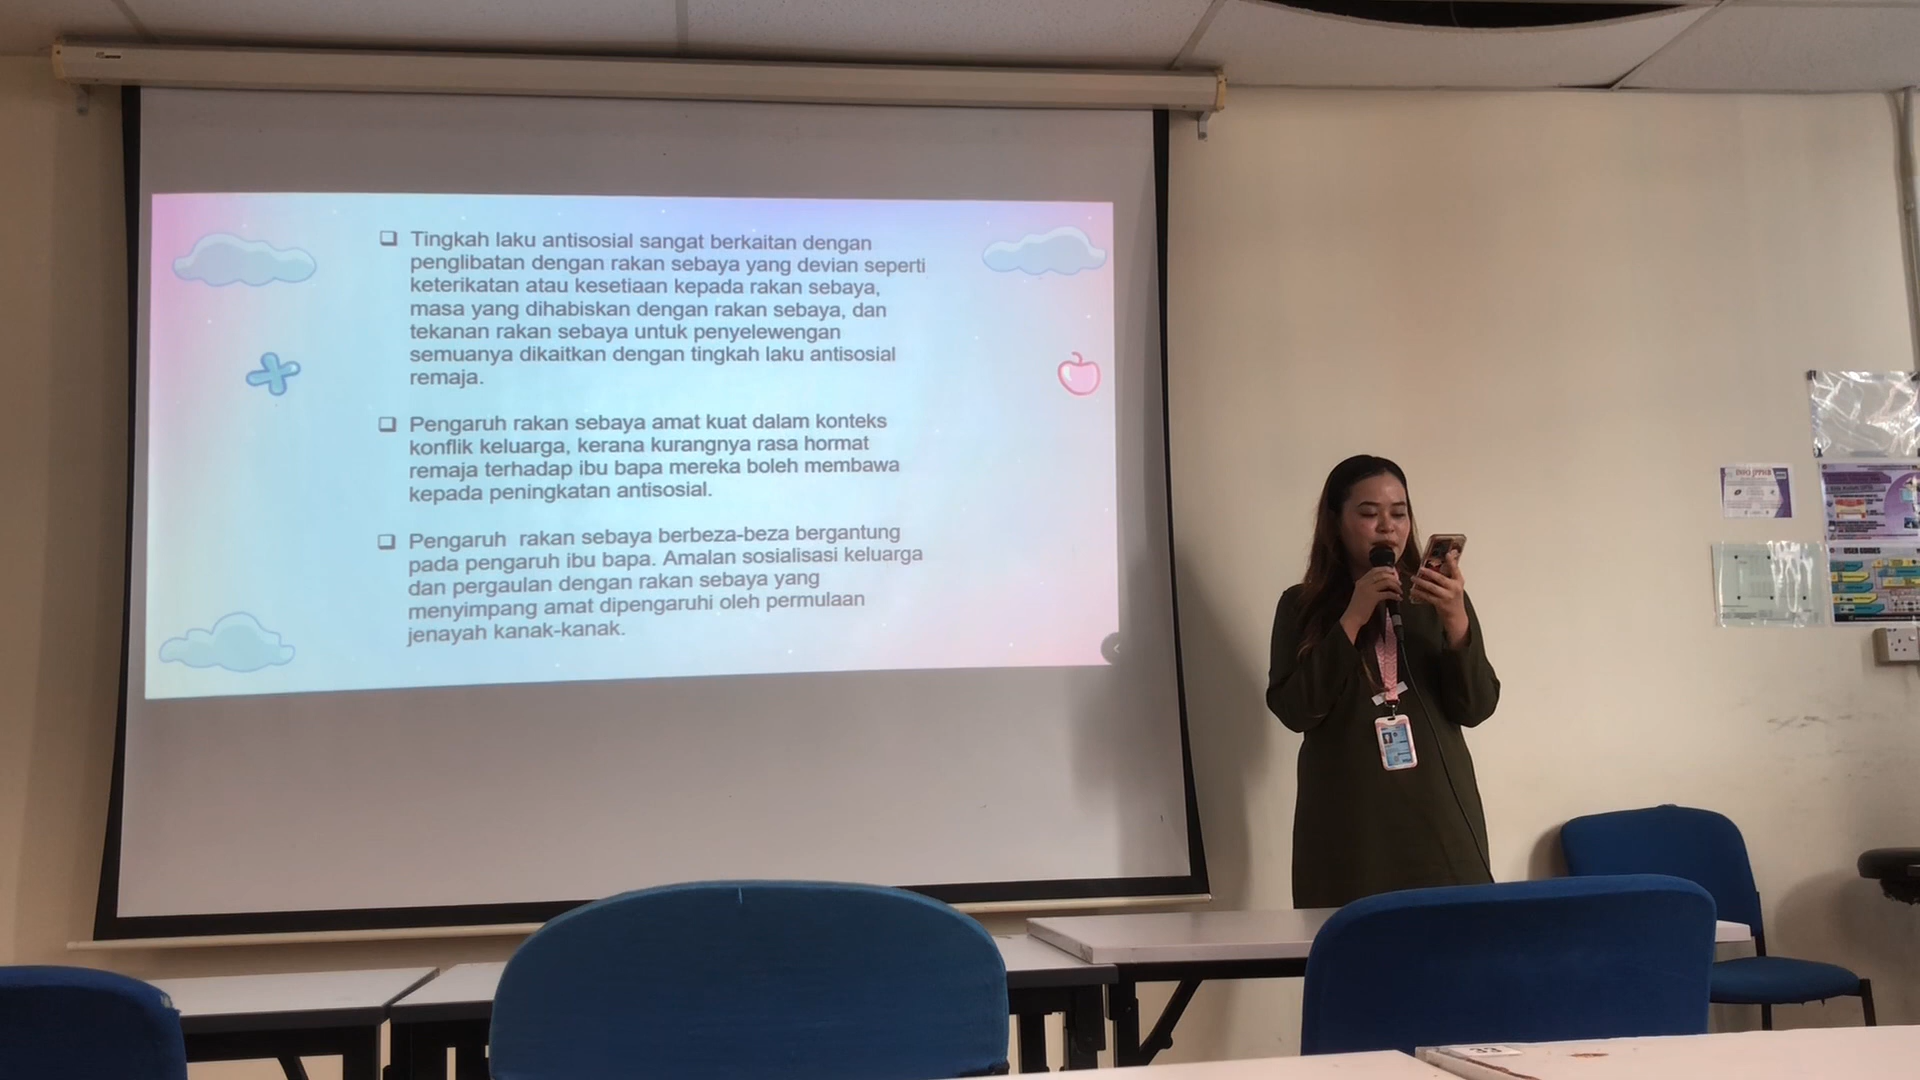 Tingkah laku antisosial sangat berkaitan dengan
penglibatan dengan rakan sebaya yang devian seperti
keterikatan atau kesetiaan kepada rakan sebaya,
masa yang dihabiskan dengan rakan sebaya, dan
tekanan rakan sebaya untuk penyelewengan
semuanya dikaitkan dengan tingkah laku antisosial
remaja.
Pengaruh rakan sebaya amat kuat dalam konteks
konflik keluarga, kerana kurangnya rasa hormat
remaja terhadap ibu bapa mereka boleh membawa
kepada peningkatan antisosial.
Pengaruh rakan sebaya berbeza-beza bergantung
pada pengaruh ibu bapa. Amalan sosialisasi keluarga
dan pergaulan dengan rakan sebaya yang
menyimpang amat dipengaruhi oleh permulaan
jenayah kanak-kanak.